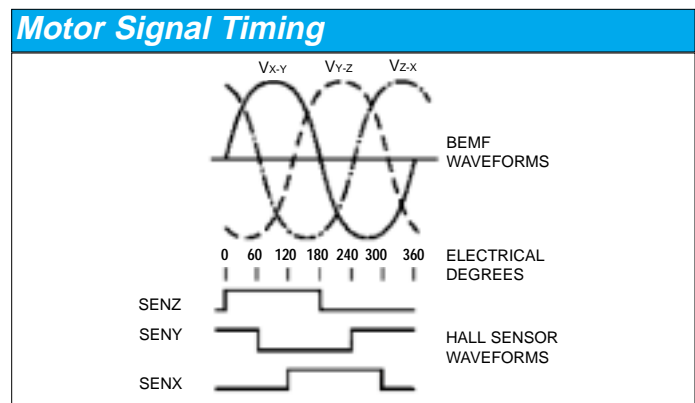 Motor Signal Timing
VX-Y VY-Z VZ-X
BEMF
WAVEFORMS
0 60 120 180 240 300 360
ELECTRICAL
DEGREES
SENZ
SENY
SENX
HALL SENSOR
WAVEFORMS